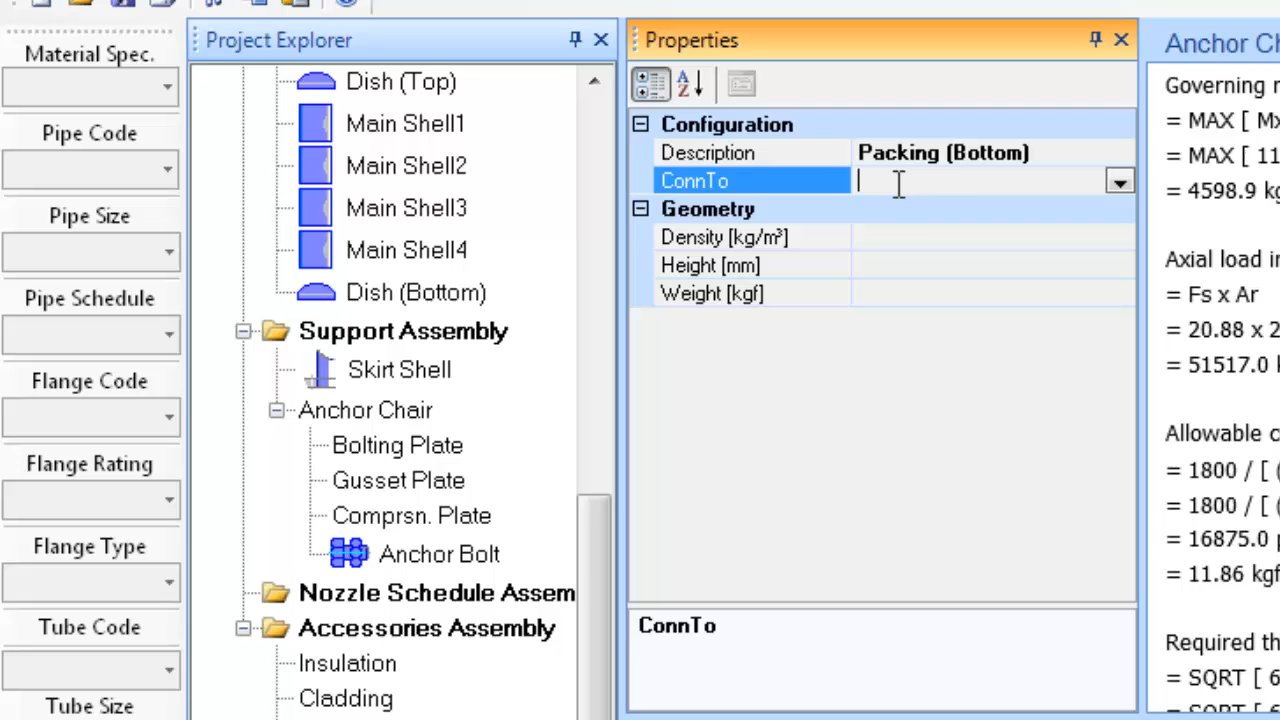 Material Spec.
Pipe Code
Pipe Size
Pipe Schedule
Flange Code
Flange Rating
Flange Type
Tube Code
Tube Size
Project Explorer
Dish (Top)
Main Shell1
Main Shell2
Main Shell3
Main Shell4
Dish (Bottom)
Support Assembly
Skirt Shell
Anchor Chair
Bolting Plate
Gusset Plate
Comprsn. Plate
Anchor Bolt
Nozzle Schedule Assem
Accessories Assembly
Insulation
Cladding
Properties
Configuration
Description Packing (Bottom)
ConnTo
Geometry
Density [kg/m³]
Height [mm]
Weight [kgf]
ConnTo
Anchor Ch
Governing
= MAX [ Mx
= MAX [ 11
= 4598.9 kg
Axial load in
= Fs x Ar
= 20.88 x 2
= 51517.0
Allowable c
= 1800 / [ (
= 1800 / [ (
= 16875.0 p
= 11.86 kgf
Required th
= SQRT [ 6
= SQRT [ 6